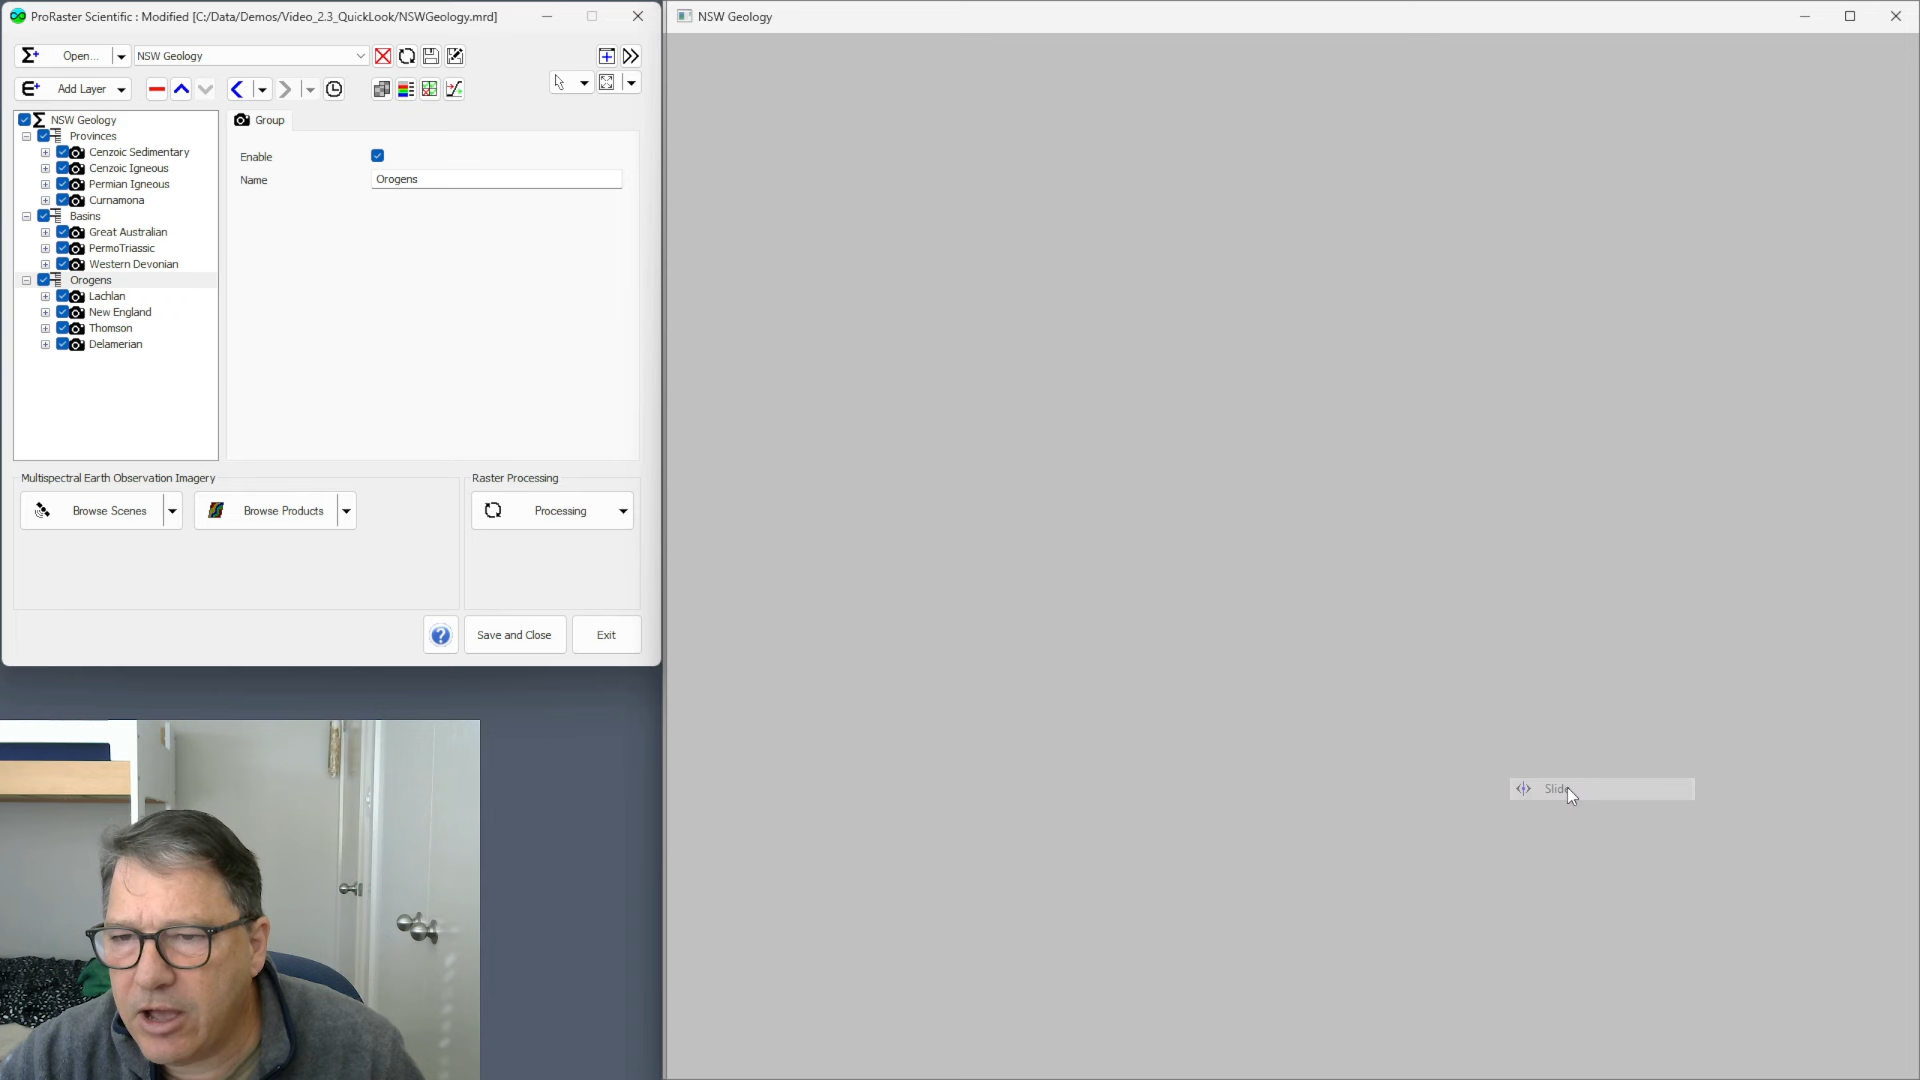 ProRaster Scientific : Modified [C:/Data/Demos/Video_2.3_QuickLook/NSWGeology.mrd]
NSW Geology
Open...
NSW Geology
Add Layer
NSW Geology
Provinces
Cenzoic Sedimentary
Cenzoic Igneous
Permian Igneous
Curnamona
Basins
Great Australian
PermoTriassic
Western Devonian
Orogens
Lachlan
New England
Thomson
Delamerian
Group
Enable
Name
Orogens
Multispectral Earth Observation Imagery
Browse Scenes
Browse Products
Raster Processing
Processing
Save and Close
Exit
Slide